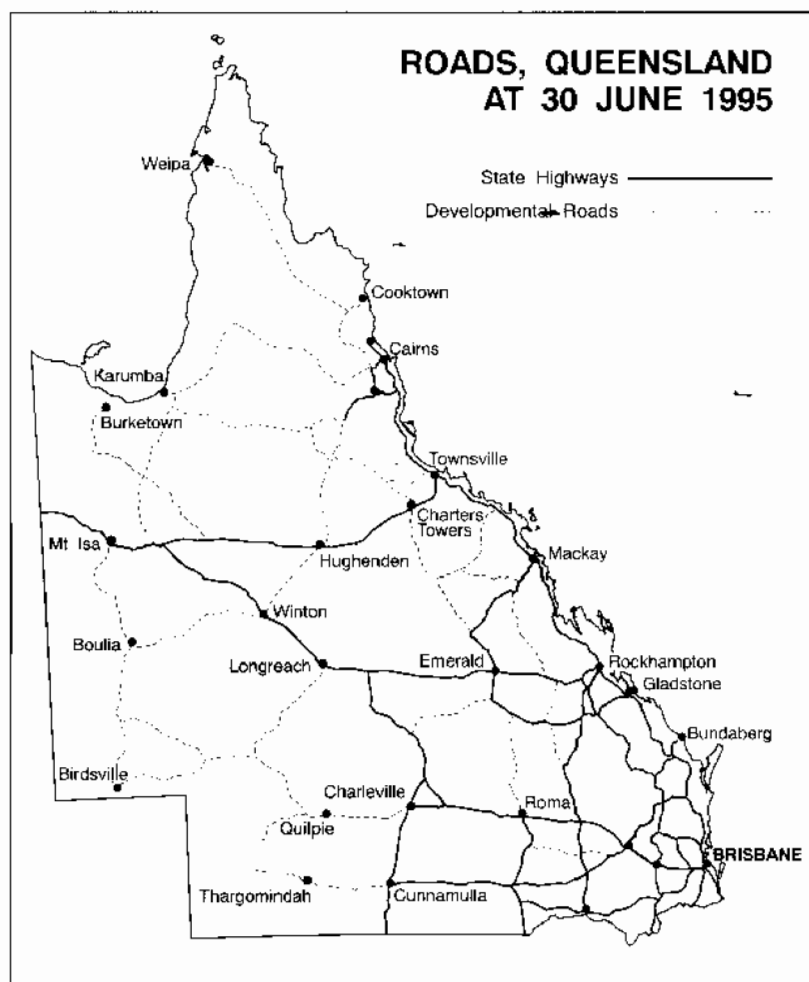 ROADS, QUEENSLAND
AT 30 JUNE 1995
Weipa
State Highways
Developmental Roads
Cooktown
Cairns
Karumba
Burketown
Townsville
Charters
Towers
Mt Isa
Hughenden
Mackay
Winton
Boulia
Longreach
Emerald
Rockhampton
Gladstone
Bundaberg
Birdsville
Charleville
Roma
Quilpie
BRISBANE
Thargomindah
Cunnamulla